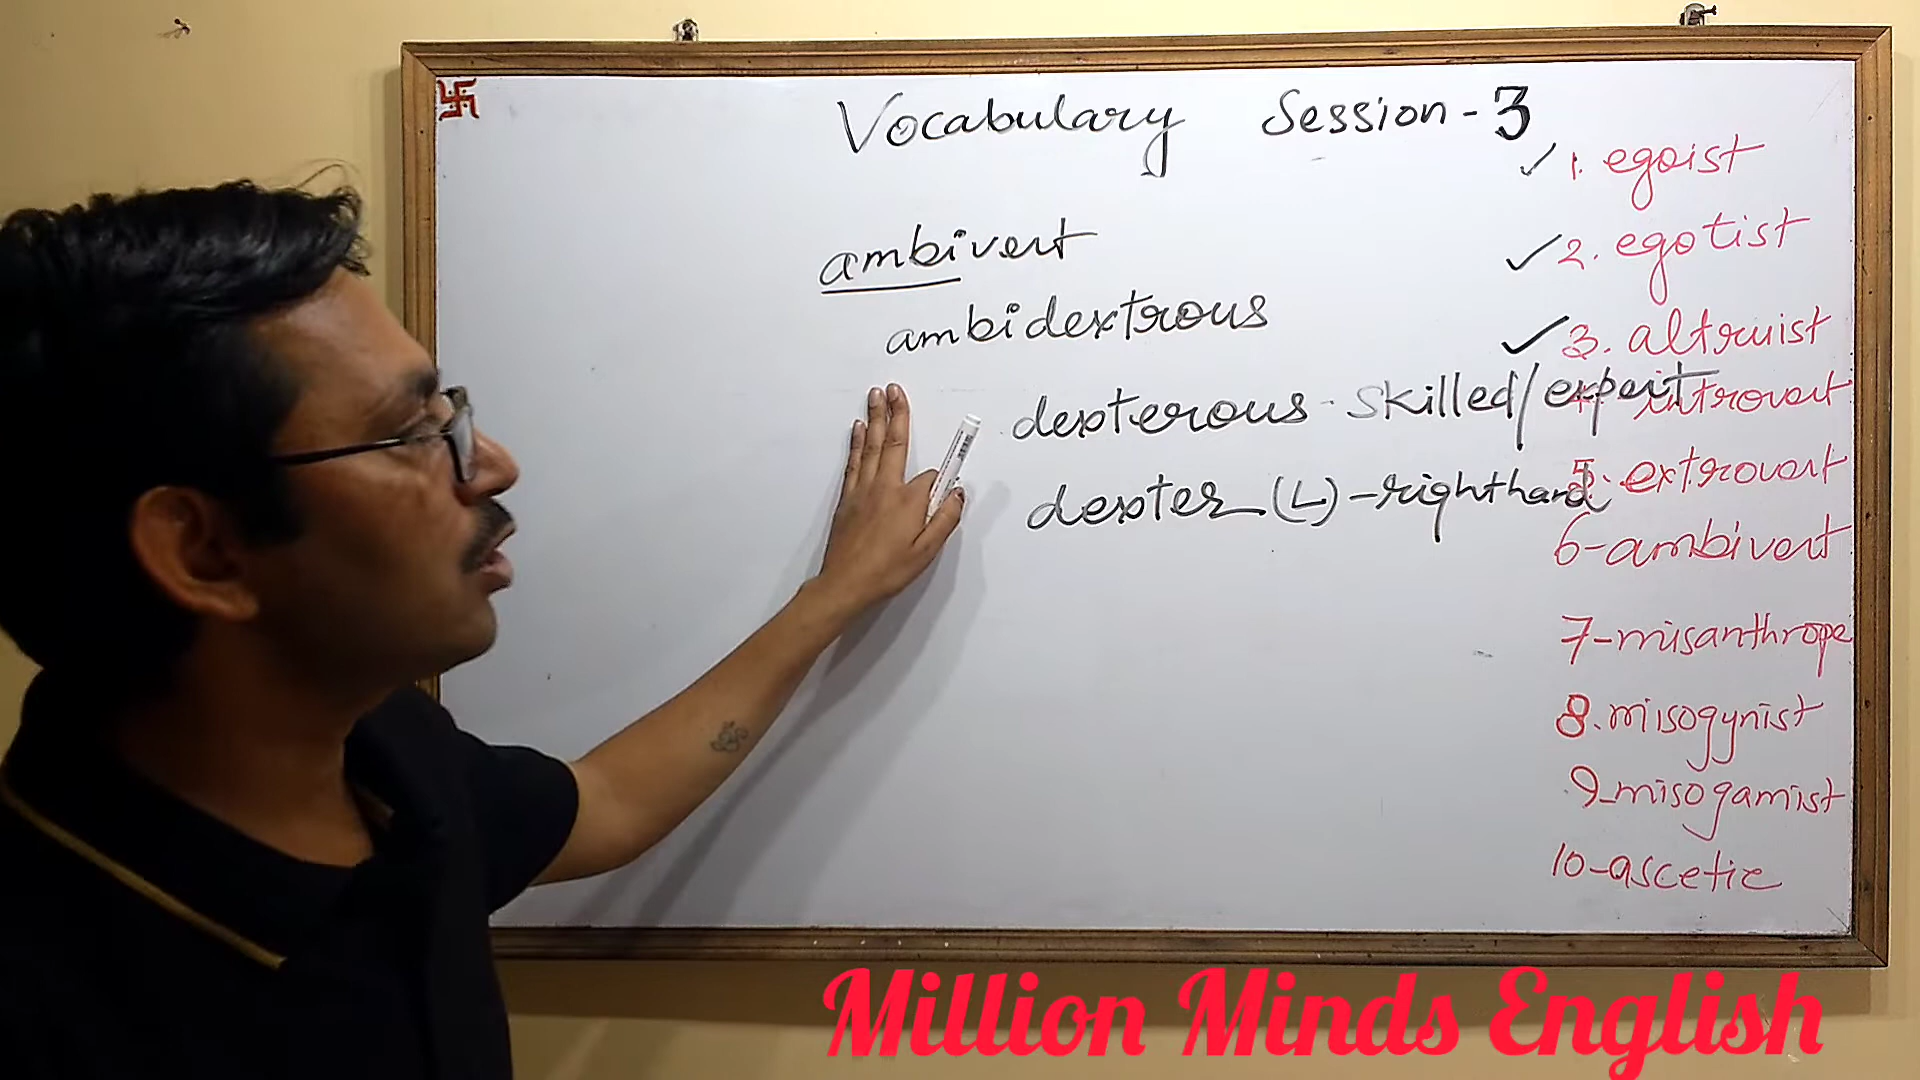 Vocabulary Session - 3
ambivert
ambidextrous
dexterous - skilled/expert
dexter (L) - righthand
✓ 1. egoist
✓ 2. egotist
✓ 3. altruist
4. introvert
5. extrovert
6-ambivert
7-misanthrope
8. misogynist
9-misogamist
10-ascetic
Million Minds English